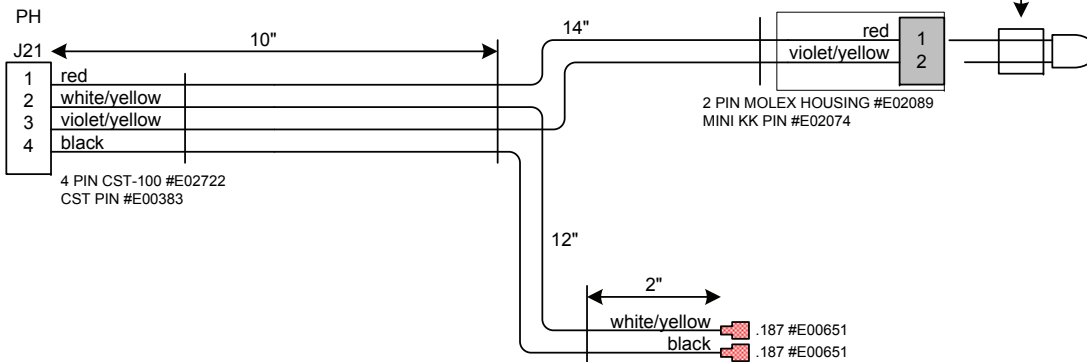 PH
J21
10"
14"
1 red
2 white/yellow
3 violet/yellow
4 black
4 PIN CST-100 #E02722
CST PIN #E00383
red 1
violet/yellow 2
2 PIN MOLEX HOUSING #E02089
MINI KK PIN #E02074
12"
2"
white/yellow .187 #E00651
black .187 #E00651